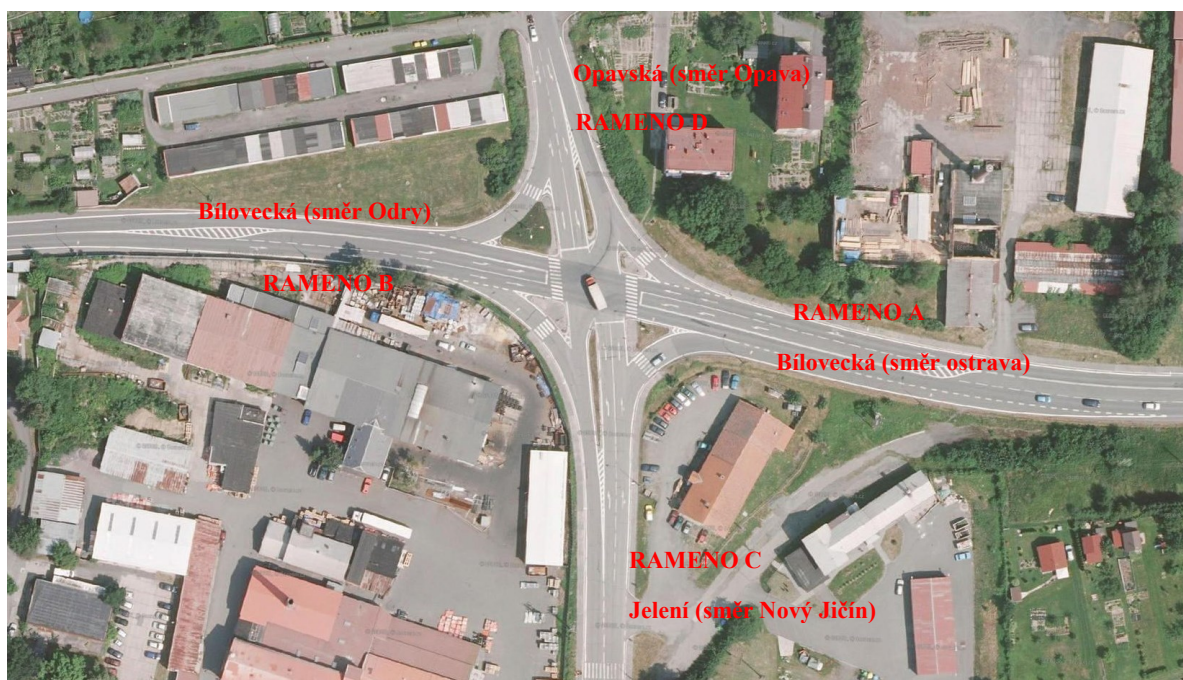 Opavská (směr Opava)
RAMENO D
Bílovecká (směr Odry)
RAMENO B
RAMENO A
Bílovecká (směr ostrava)
RAMENO C
Jelení (směr Nový Jičín)